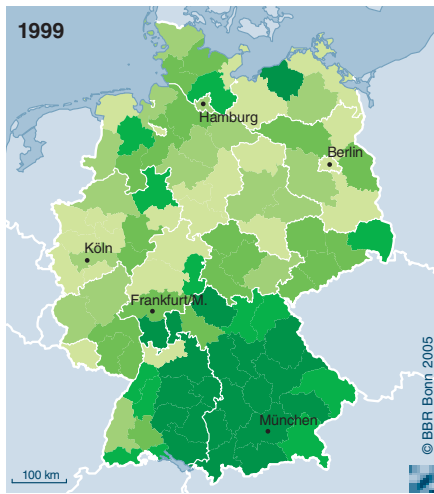 1999
Hamburg
Berlin
Köln
Frankfurt/M.
München
100 km
© BBR Bonn 2005